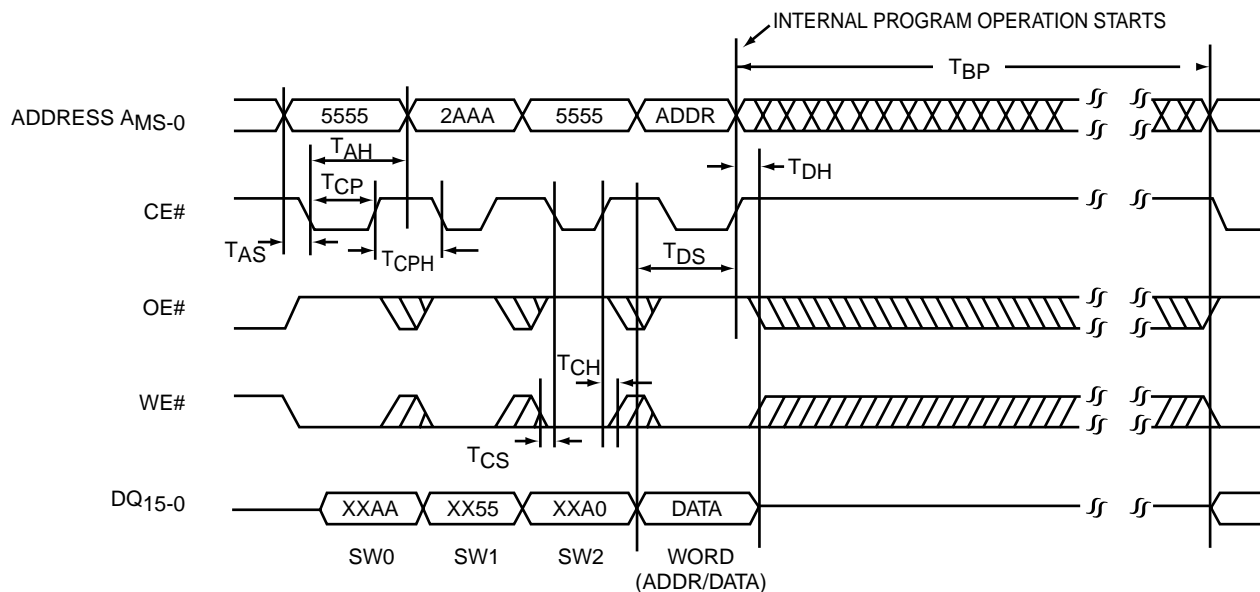 INTERNAL PROGRAM OPERATION STARTS
TBP
ADDRESS AMS-0
5555
2AAA
5555
ADDR
TAH
TDH
TCP
CE#
TAS
TCPH
TDS
OE#
TCH
WE#
TCS
DQ15-0
XXAA
XX55
XXA0
DATA
SW0
SW1
SW2
WORD
(ADDR/DATA)